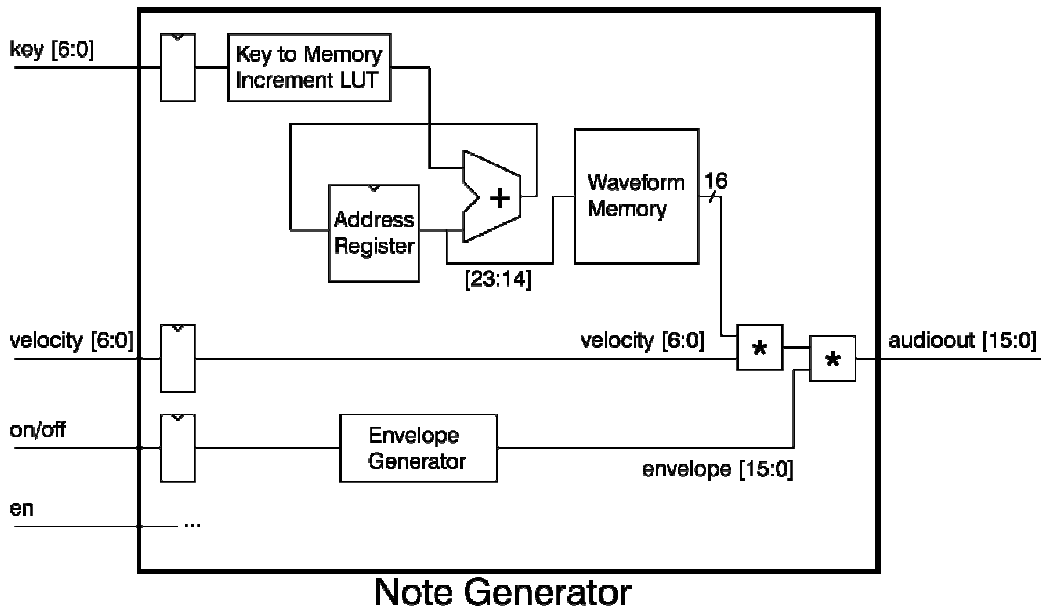 key [6:0]
Key to Memory
Increment LUT
Waveform
Memory
16
+
Address
Register
[23:14]
velocity [6:0]
velocity [6:0]
*
*
audioout [15:0]
on/off
Envelope
Generator
envelope [15:0]
en
...
Note Generator